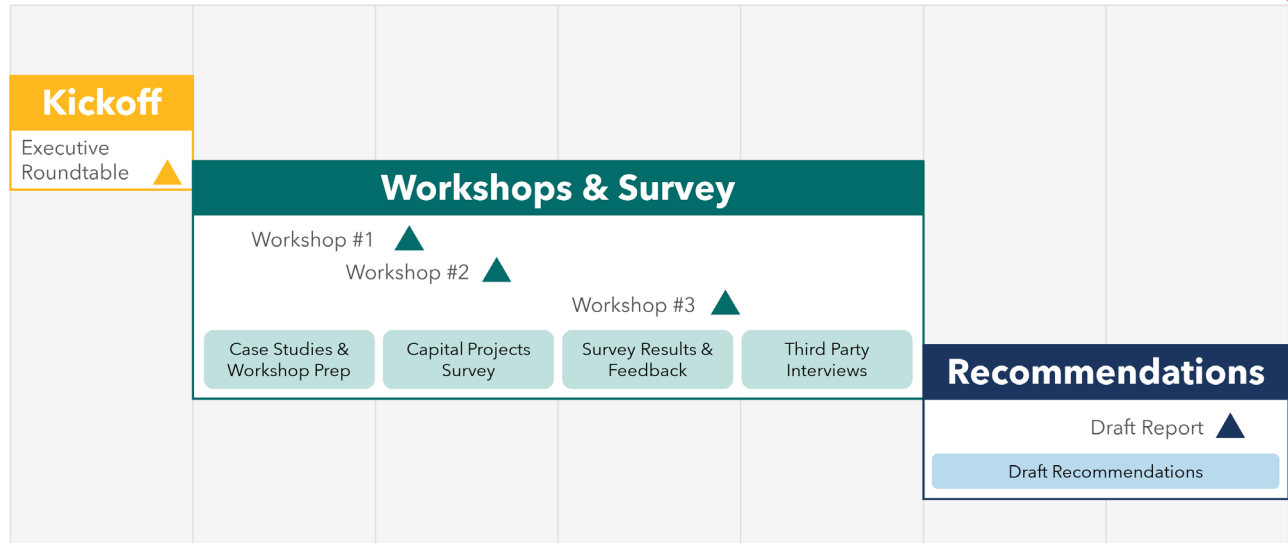 Kickoff
Executive
Roundtable
Workshops & Survey
Workshop #1
Workshop #2
Workshop #3
Case Studies &
Workshop Prep
Capital Projects
Survey
Survey Results &
Feedback
Third Party
Interviews
Recommendations
Draft Report
Draft Recommendations